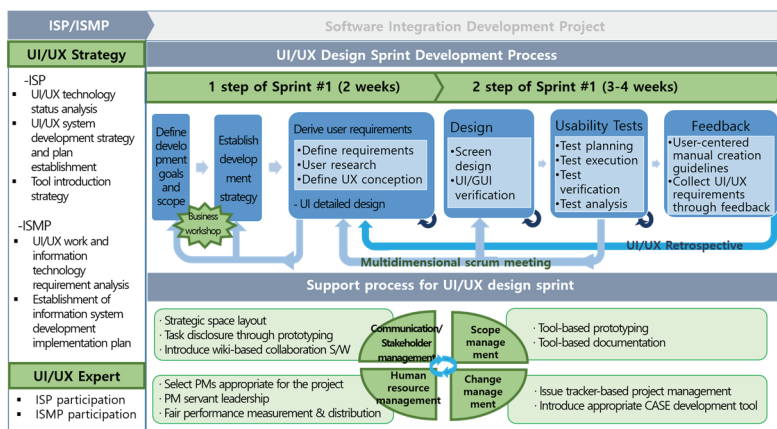 ISP/ISMP
Software Integration Development Project
UI/UX Strategy
-ISP
▪ UI/UX technology
status analysis
▪ UI/UX system
development strategy
and plan
establishment
▪ Tool introduction
strategy
-ISMP
▪ UI/UX work and
information
technology
requirement analysis
▪ Establishment of
information system
development
implementation plan
UI/UX Expert
▪ ISP participation
▪ ISMP participation
UI/UX Design Sprint Development Process
1 step of Sprint #1 (2 weeks)
2 step of Sprint #1 (3-4 weeks)
Define
develo
pment
goals
and
scope
Establish
develop
ment
strategy
Business
workshop
Derive user requirements
•Define requirements
•User research
•Define UX conception
- UI detailed design
Design
•Screen
design
•UI/GUI
verification
Usability Tests
•Test planning
•Test execution
•Test
verification
•Test analysis
Feedback
•User-centered
manual creation
guidelines
•Collect UI/UX
requirements
through feedback
UI/UX Retrospective
Multidimensional scrum meeting
Support process for UI/UX design sprint
· Strategic space layout
· Task disclosure through prototyping
· Introduce wiki-based collaboration S/W
Communication/
Stakeholder
management
Scope
manage
ment
· Tool-based prototyping
· Tool-based documentation
· Select PMs appropriate for the project
· PM servant leadership
· Fair performance measurement & distribution
Human
resource
management
Change
manage
ment
· Issue tracker-based project management
· Introduce appropriate CASE development tool